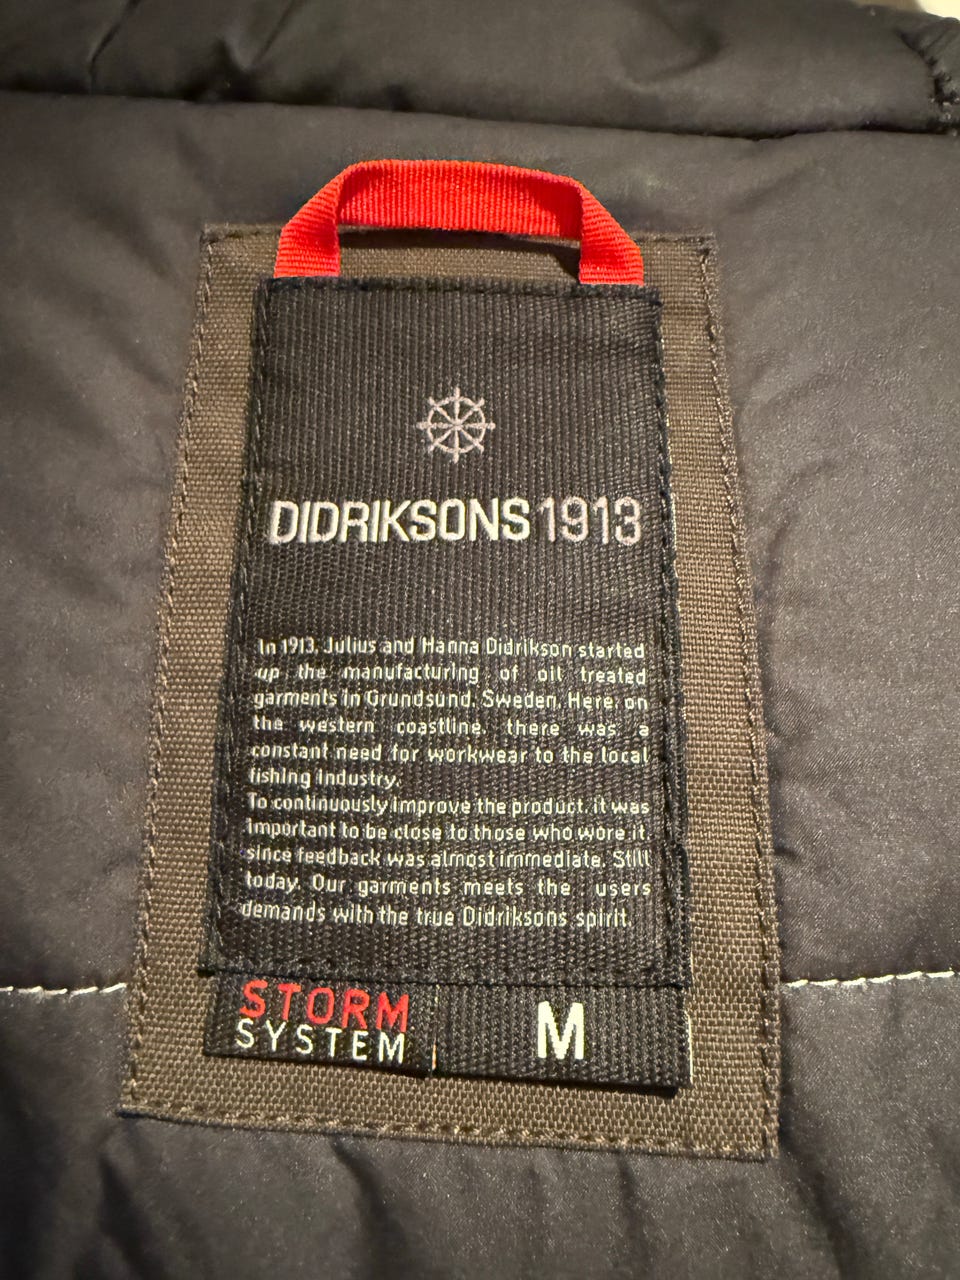 DIDRIKSONS 1913
In 1913, Julius and Hanna Didrikson started
up the manufacturing of oil treated
garments in Grundsund, Sweden. Here, on
the western coastline, there was a
constant need for workwear to the local
fishing industry.
To continuously improve the product, it was
important to be close to those who wore it,
since feedback was almost immediate. Still
today, Our garments meets the users
demands with the true Didriksons spirit.
STORM
SYSTEM
M